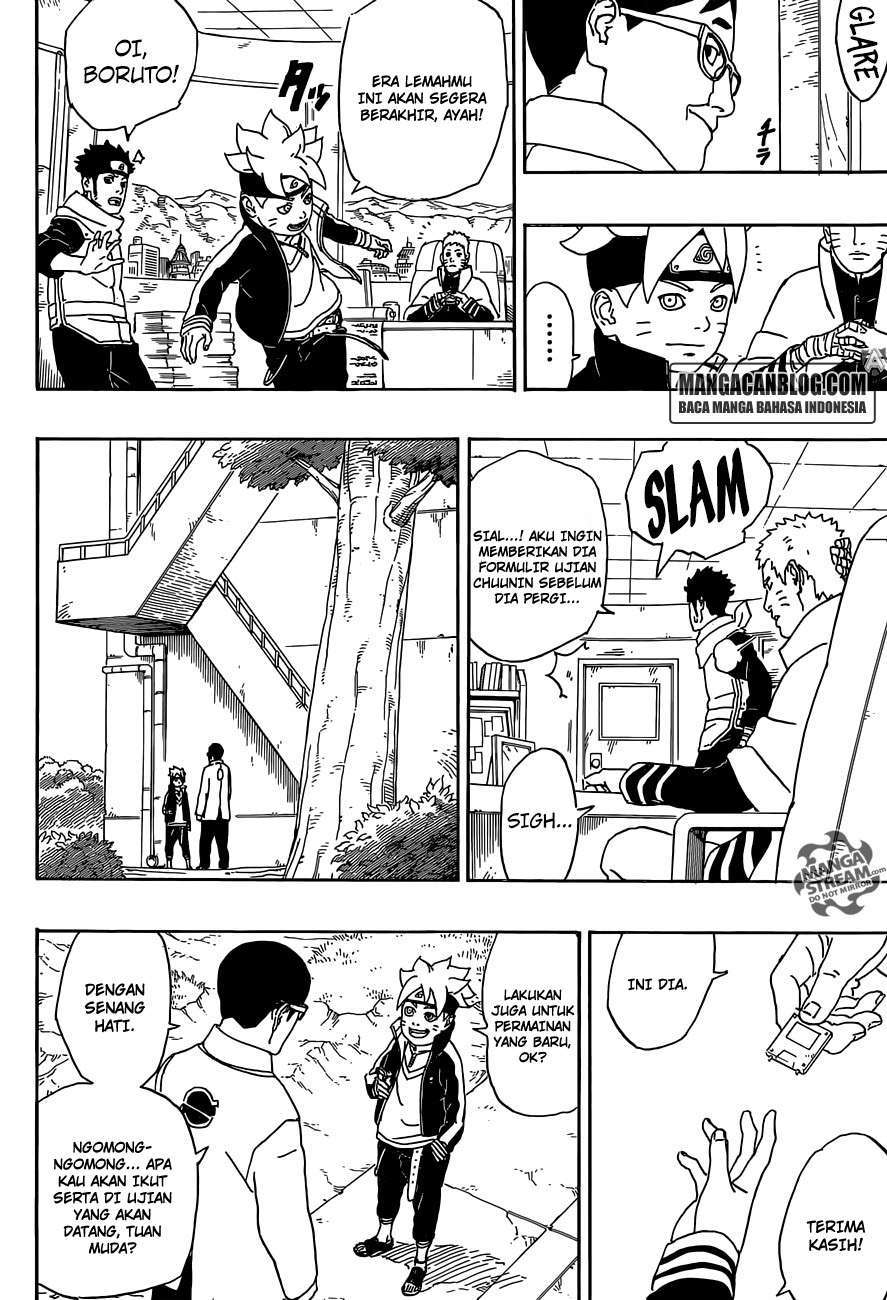 GLARE
チラ
....
ERA LEMAHMU
INI AKAN SEGERA
BERAKHIR, AYAH!
OI,
BORUTO!
MANGACANBLOG.COM
BACA MANGA BAHASA INDONESIA
SLAM
SIAL...! AKU INGIN
MEMBERIKAN DIA
FORMULIR UJIAN
CHUUNIN SEBELUM
DIA PERGI...
SIGH...
MANGA
STREAM.com
DO NOT MIRROR
INI DIA.
TERIMA
KASIH!
LAKUKAN
JUGA UNTUK
PERMAINAN
YANG BARU,
OK?
DENGAN
SENANG
HATI.
NGOMONG-
NGOMONG... APA
KAU AKAN IKUT
SERTA DI UJIAN
YANG AKAN
DATANG, TUAN
MUDA?